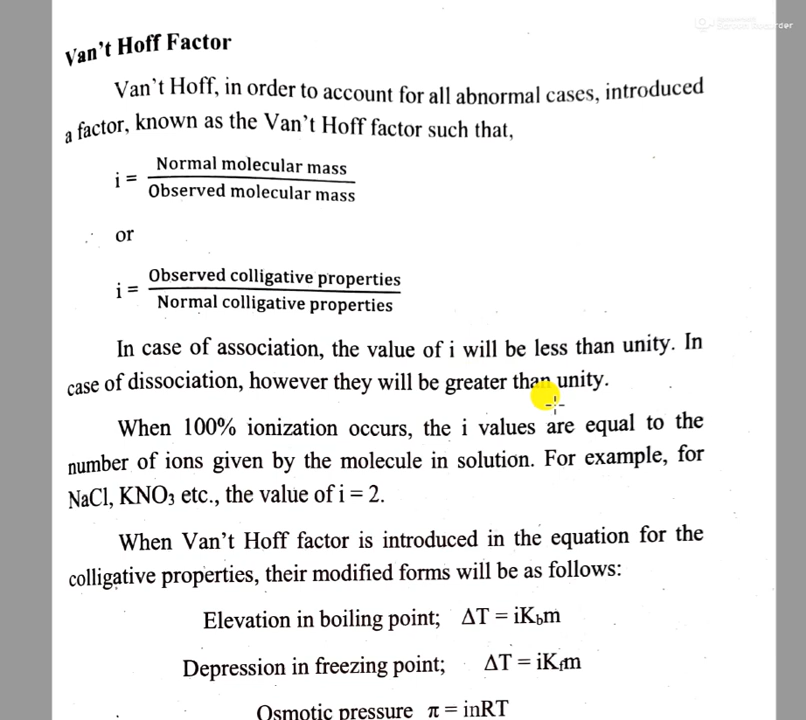 Van't Hoff Factor
Van't Hoff, in order to account for all abnormal cases, introduced
a factor, known as the Van't Hoff factor such that,
i = Normal molecular mass
Observed molecular mass
or
i = Observed colligative properties
Normal colligative properties
In case of association, the value of i will be less than unity. In
case of dissociation, however they will be greater than unity.
When 100% ionization occurs, the i values are equal to the
number of ions given by the molecule in solution. For example, for
NaCl, KNO₃ etc., the value of i = 2.
When Van't Hoff factor is introduced in the equation for the
colligative properties, their modified forms will be as follows:
Elevation in boiling point; ΔT = iK_bm
Depression in freezing point; ΔT = iK_fm
Osmotic pressure π = inRT